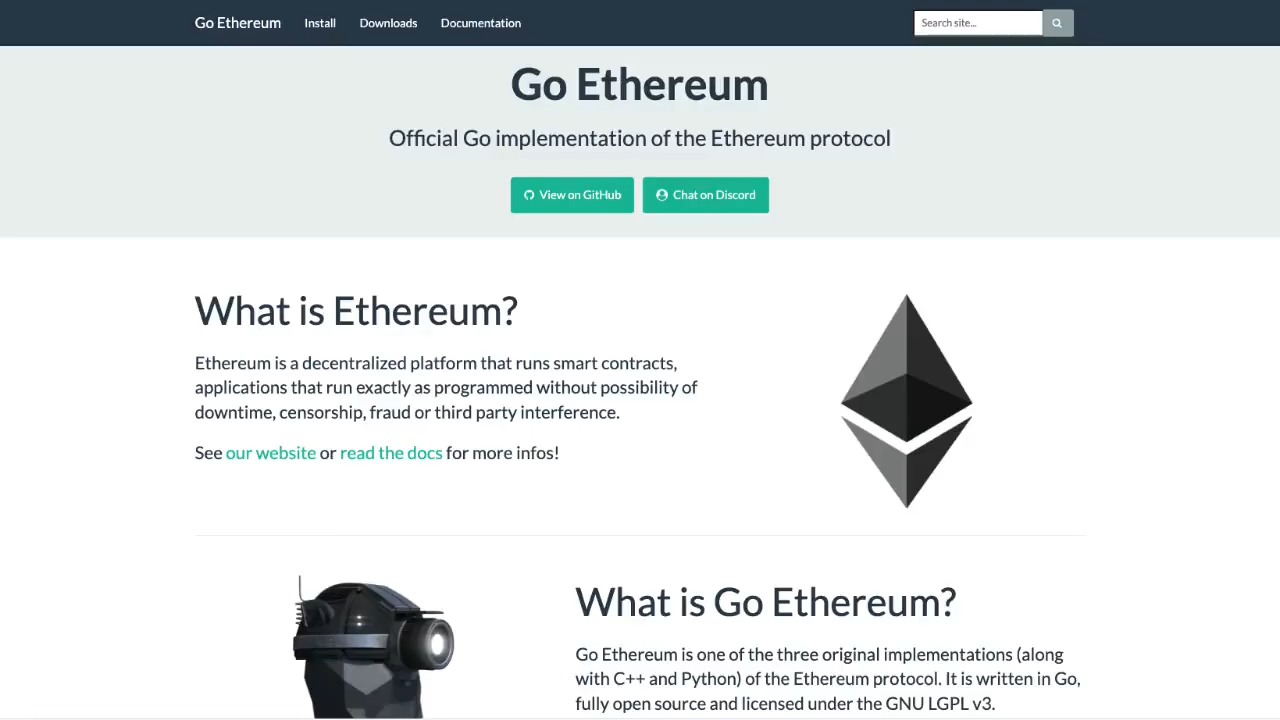 Go Ethereum Install Downloads Documentation Search site...
Go Ethereum
Official Go implementation of the Ethereum protocol
View on GitHub Chat on Discord
What is Ethereum?
Ethereum is a decentralized platform that runs smart contracts,
applications that run exactly as programmed without possibility of
downtime, censorship, fraud or third party interference.
See our website or read the docs for more infos!
What is Go Ethereum?
Go Ethereum is one of the three original implementations (along
with C++ and Python) of the Ethereum protocol. It is written in Go,
fully open source and licensed under the GNU LGPL v3.